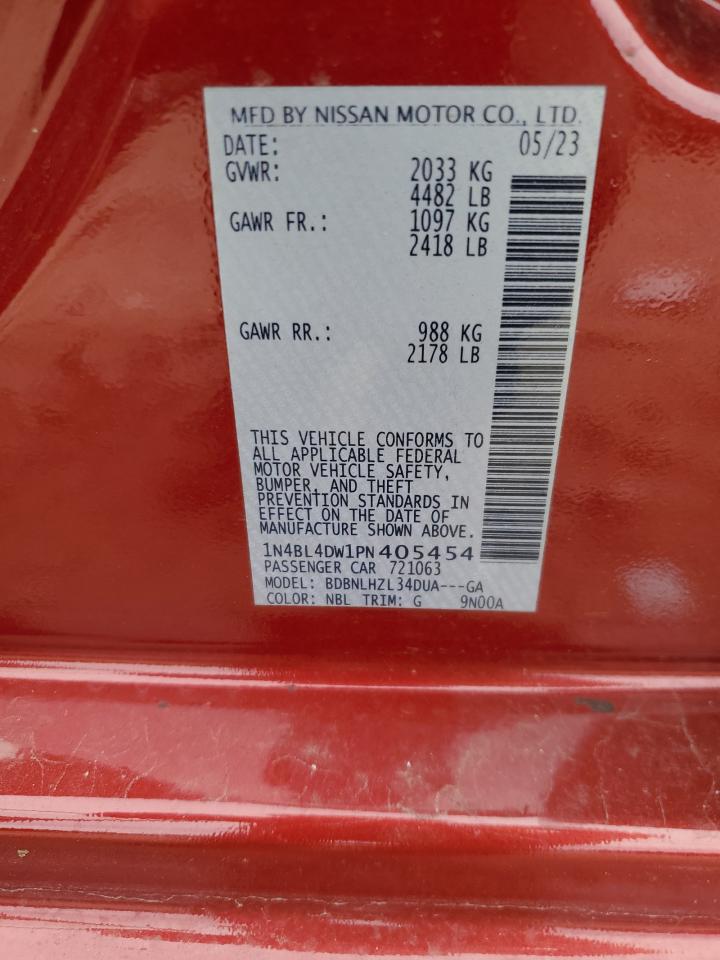 MFD BY NISSAN MOTOR CO., LTD.
DATE: 05/23
GVWR: 2033 KG
4482 LB
GAWR FR.: 1097 KG
2418 LB
GAWR RR.: 988 KG
2178 LB
THIS VEHICLE CONFORMS TO
ALL APPLICABLE FEDERAL
MOTOR VEHICLE SAFETY,
BUMPER, AND THEFT
PREVENTION STANDARDS IN
EFFECT ON THE DATE OF
MANUFACTURE SHOWN ABOVE.
1N4BL4DW1PN405454
PASSENGER CAR 721063
MODEL: BDBNLHZL34DUA---GA
COLOR: NBL TRIM: G 9N00A